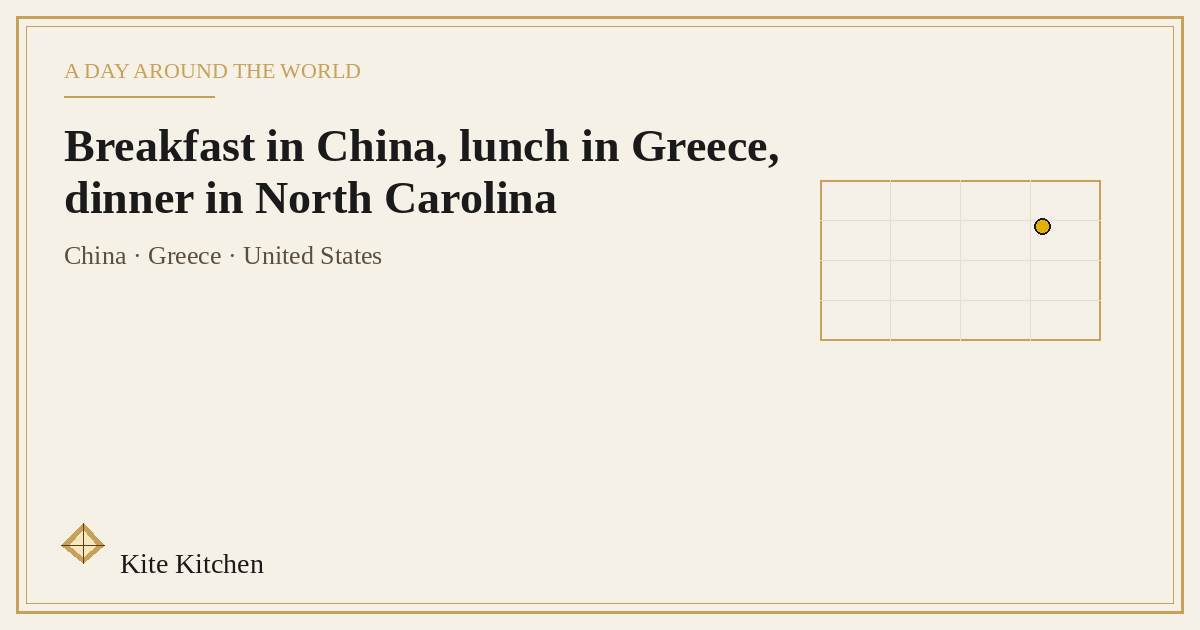 A DAY AROUND THE WORLD
Breakfast in China, lunch in Greece,
dinner in North Carolina
China · Greece · United States
Kite Kitchen